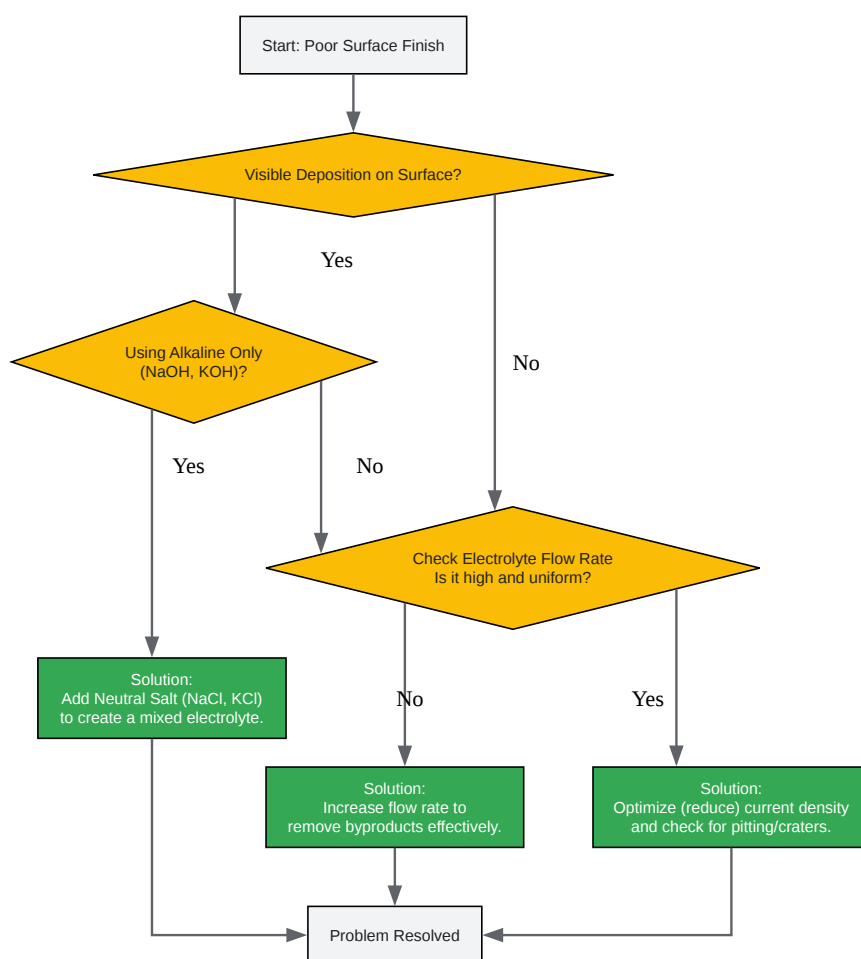 Start: Poor Surface Finish
Visible Deposition on Surface?
Yes
No
Using Alkaline Only
(NaOH, KOH)?
Yes
No
Check Electrolyte Flow Rate
Is it high and uniform?
No
Yes
Solution:
Add Neutral Salt (NaCl, KCl)
to create a mixed electrolyte.
Solution:
Increase flow rate to
remove byproducts effectively.
Solution:
Optimize (reduce) current density
and check for pitting/craters.
Problem Resolved